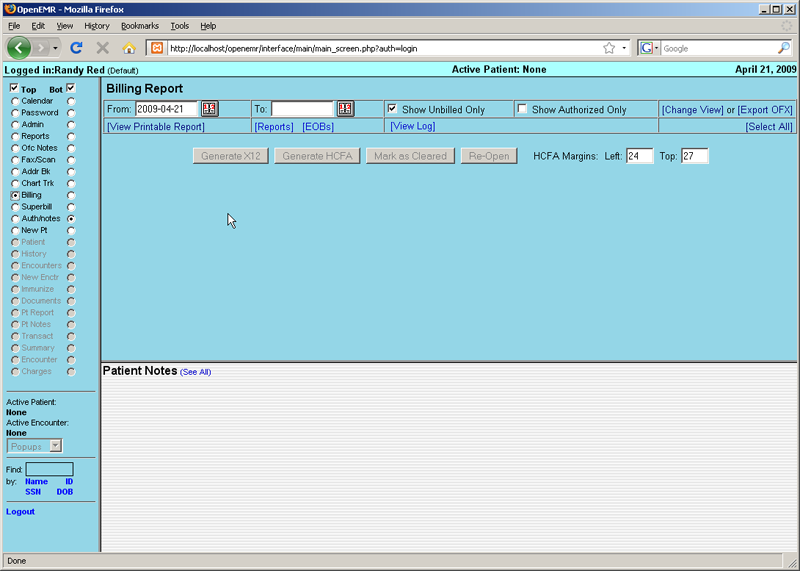 OpenEMR - Mozilla Firefox
File Edit View History Bookmarks Tools Help
http://localhost/openemr/interface/main/main_screen.php?auth=login
G Google
Logged in:Randy Red (Default) Active Patient: None April 21, 2009
Top Bot
Calendar
Password
Admin
Reports
Ofc Notes
Fax/Scan
Addr Bk
Chart Trk
Billing
Superbill
Auth/notes
New Pt
Patient
History
Encounters
New Enctr
Immunize
Documents
Pt Report
Pt Notes
Transact
Summary
Encounter
Charges
Active Patient:
None
Active Encounter:
None
Popups
Find:
by: Name ID
SSN DOB
Logout
Billing Report
From: 2009-04-21 To: Show Unbilled Only Show Authorized Only [Change View] or [Export OFX]
[View Printable Report] [Reports] [EOBs] [View Log] [Select All]
Generate X12 Generate HCFA Mark as Cleared Re-Open HCFA Margins: Left: 24 Top: 27
Patient Notes (See All)
Done